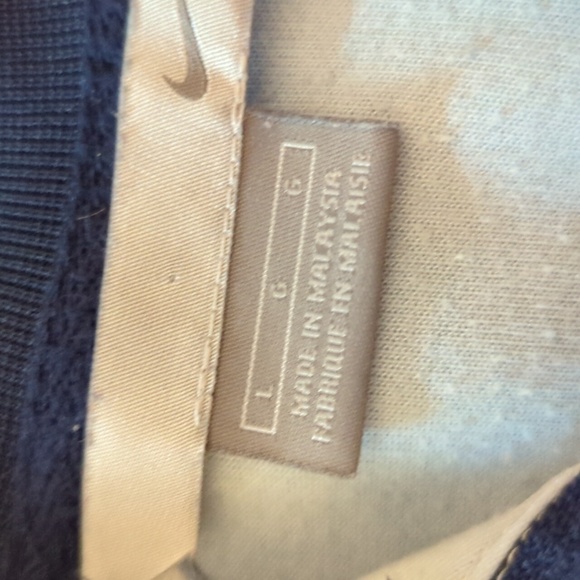 L G G
MADE IN MALAYSIA
FABRIQUE EN MALAISIE